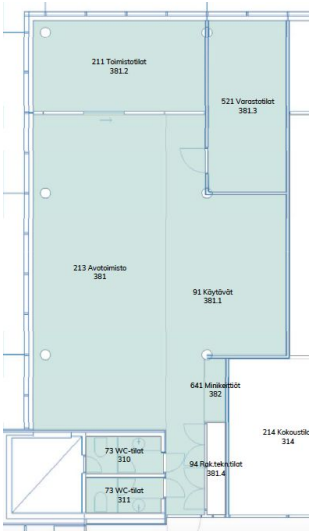 211 Toimistotilat
381.2
521 Varastotilat
381.3
213 Avotoimisto
381
91 Käytävät
381.1
641 Minikeittiöt
382
214 Kokoustil
314
73 WC-tilat
310
94 Rak.tekn.tilat
381.4
73 WC-tilat
311